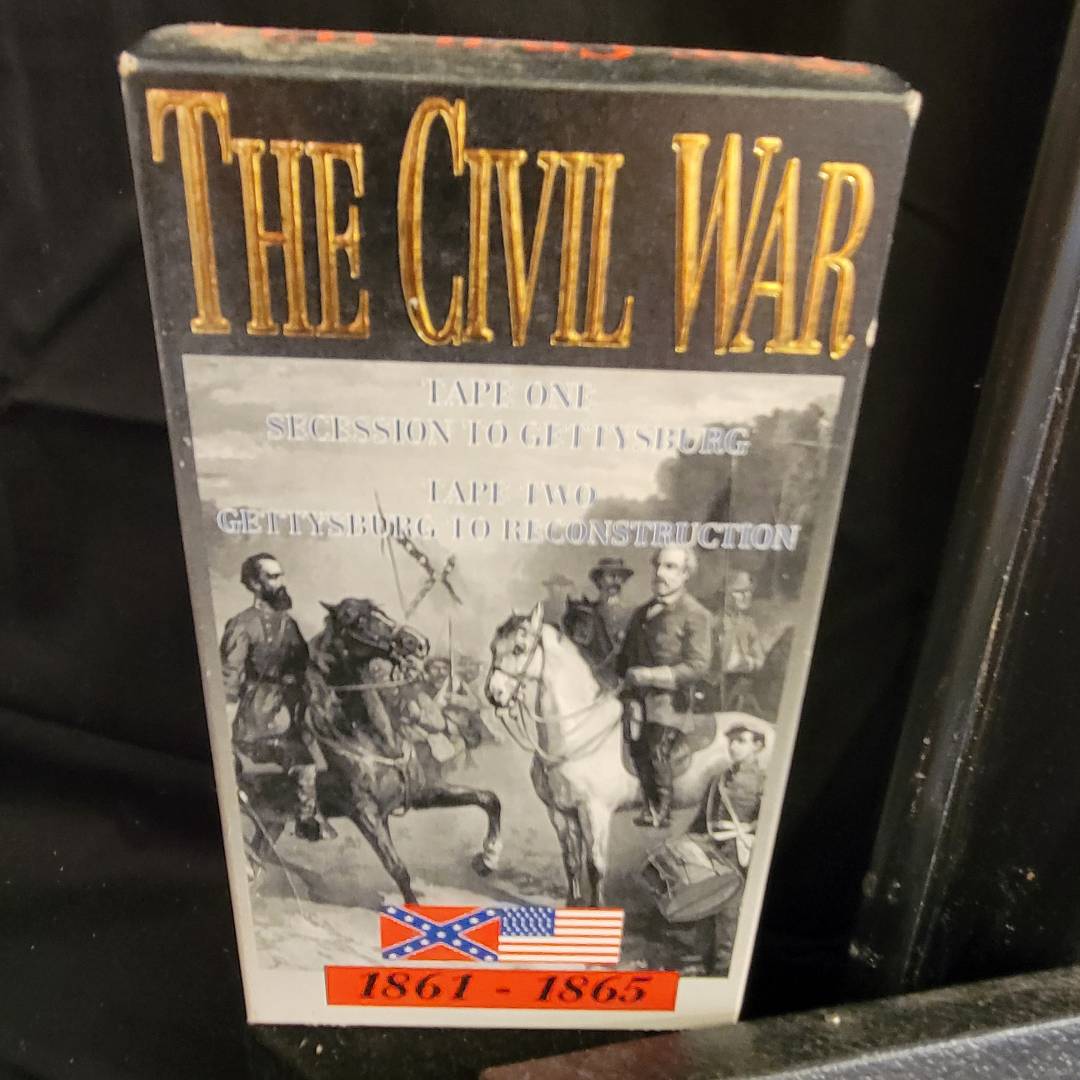 THE CIVIL WAR
TAPE ONE
SECESSION TO GETTYSBURG
TAPE TWO
GETTYSBURG TO RECONSTRUCTION
1861 - 1865